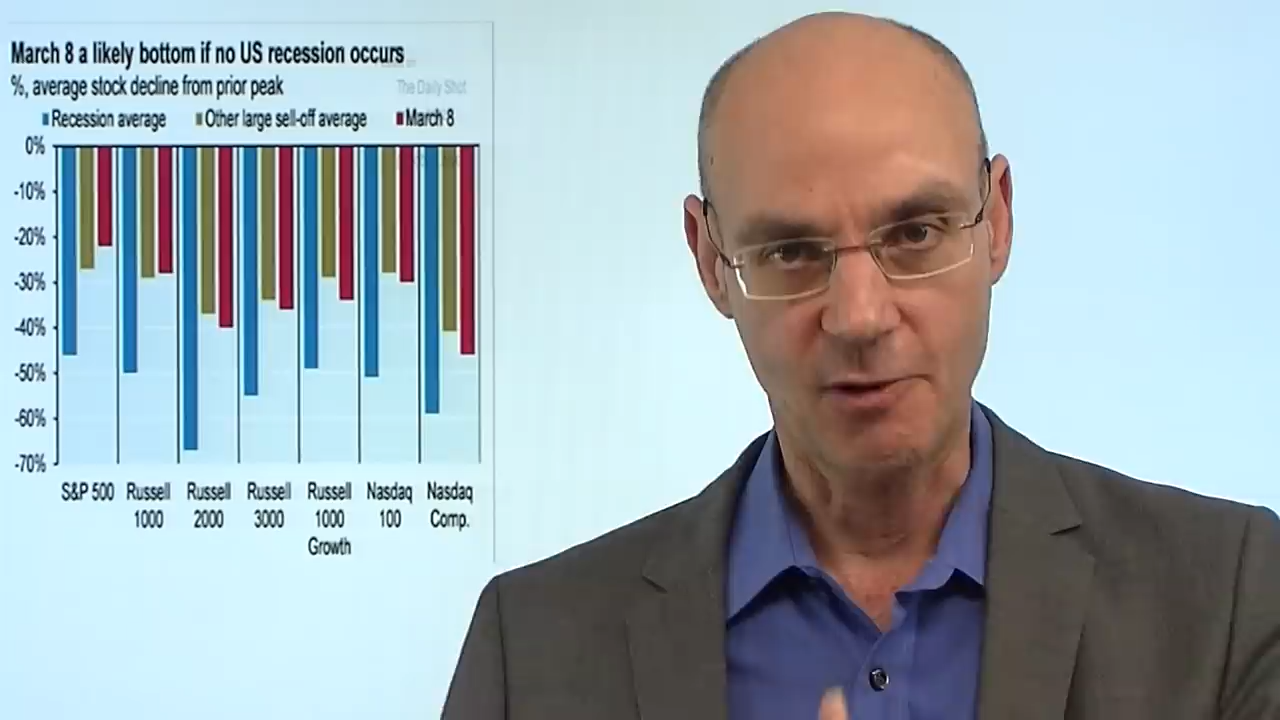 March 8 a likely bottom if no US recession occurs
%, average stock decline from prior peak
The Daily Shot
Recession average Other large sell-off average March 8
0%
-10%
-20%
-30%
-40%
-50%
-60%
-70%
S&P 500 Russell Russell Russell Russell Nasdaq Nasdaq
1000 2000 3000 1000 100 Comp.
Growth